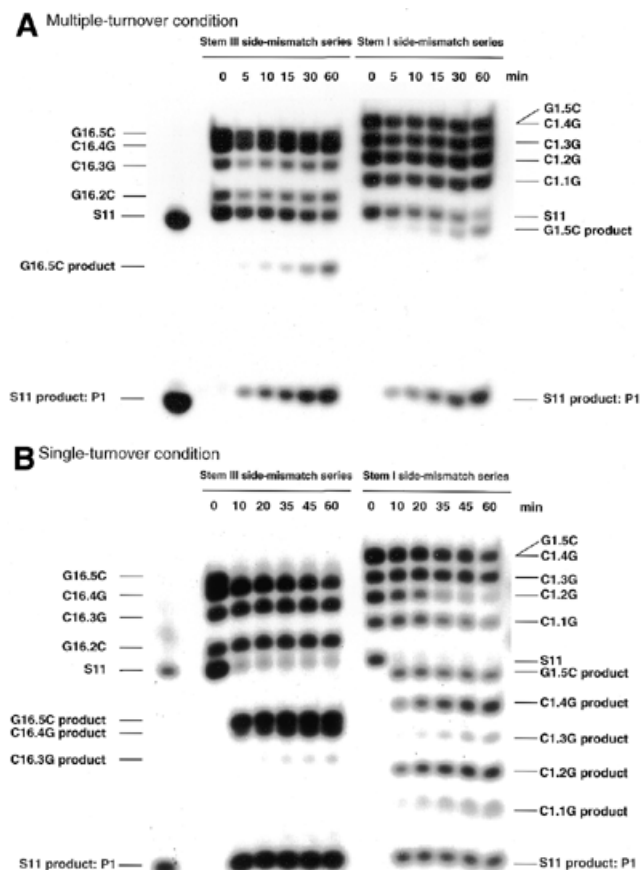 A Multiple-turnover condition
Stem III side-mismatch series
Stem I side-mismatch series
0 5 10 15 30 60
0 5 10 15 30 60 min
G16.5C
C16.4G
C16.3G
G16.2C
S11
G16.5C product
S11 product: P1
G1.5C
C1.4G
C1.3G
C1.2G
C1.1G
S11
G1.5C product
S11 product: P1
B Single-turnover condition
Stem III side-mismatch series
Stem I side-mismatch series
0 10 20 35 45 60
0 10 20 35 45 60 min
G16.5C
C16.4G
C16.3G
G16.2C
S11
G16.5C product
C16.4G product
C16.3G product
S11 product: P1
G1.5C
C1.4G
C1.3G
C1.2G
C1.1G
S11
G1.5C product
C1.4G product
C1.3G product
C1.2G product
C1.1G product
S11 product: P1